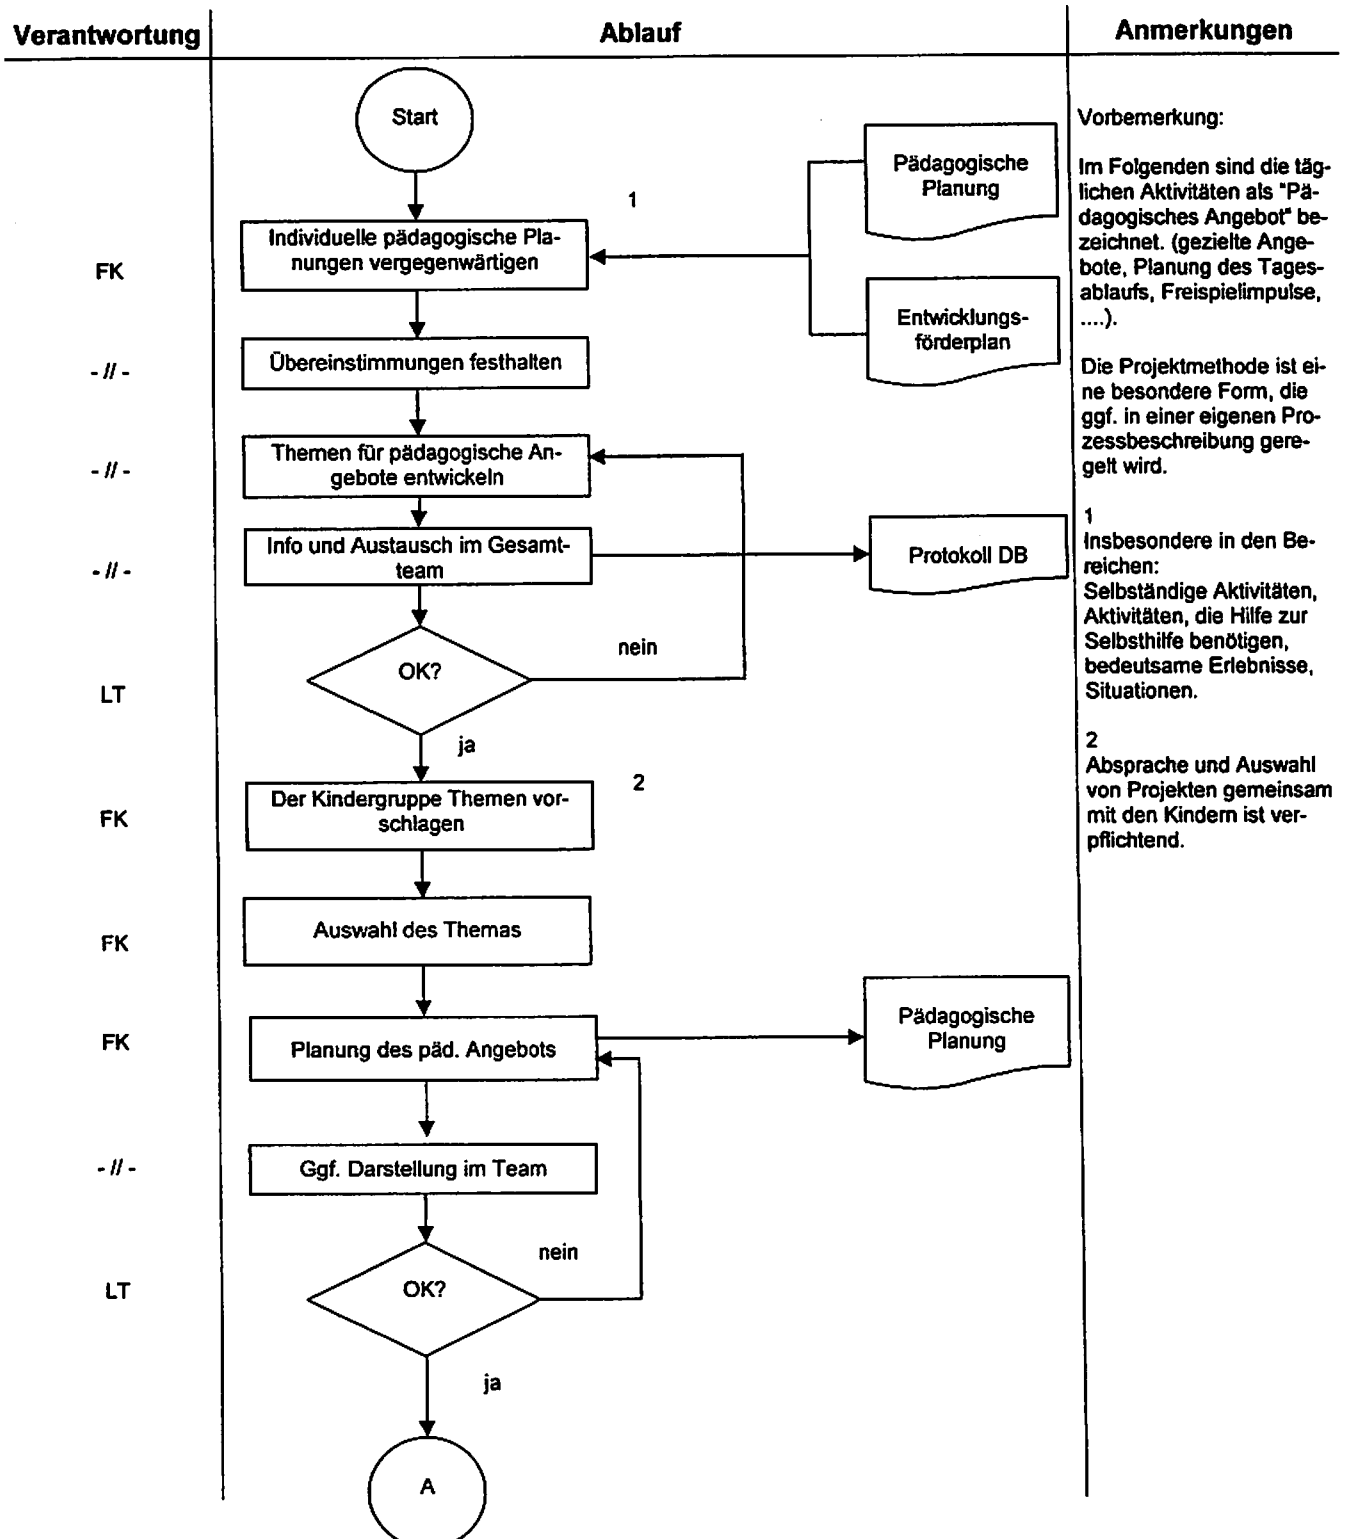 Verantwortung
Ablauf
Anmerkungen
Start
Vorbemerkung:
Im Folgenden sind die täg-
lichen Aktivitäten als "Pä-
dagogisches Angebot" be-
zeichnet. (gezielte Ange-
bote, Planung des Tages-
ablaufs, Freispielimpulse,
....).
Die Projektmethode ist ei-
ne besondere Form, die
ggf. in einer eigenen Pro-
zessbeschreibung gere-
gelt wird.
1
Insbesondere in den Be-
reichen:
Selbständige Aktivitäten,
Aktivitäten, die Hilfe zur
Selbsthilfe benötigen,
bedeutsame Erlebnisse,
Situationen.
2
Absprache und Auswahl
von Projekten gemeinsam
mit den Kindern ist ver-
pflichtend.
Pädagogische
Planung
1
FK
Individuelle pädagogische Pla-
nungen vergegenwärtigen
Entwicklungs-
förderplan
- // -
Übereinstimmungen festhalten
- // -
Themen für pädagogische An-
gebote entwickeln
- // -
Info und Austausch im Gesamt-
team
Protokoll DB
LT
OK?
nein
ja
2
FK
Der Kindergruppe Themen vor-
schlagen
FK
Auswahl des Themas
FK
Planung des päd. Angebots
Pädagogische
Planung
- // -
Ggf. Darstellung im Team
LT
OK?
nein
ja
A